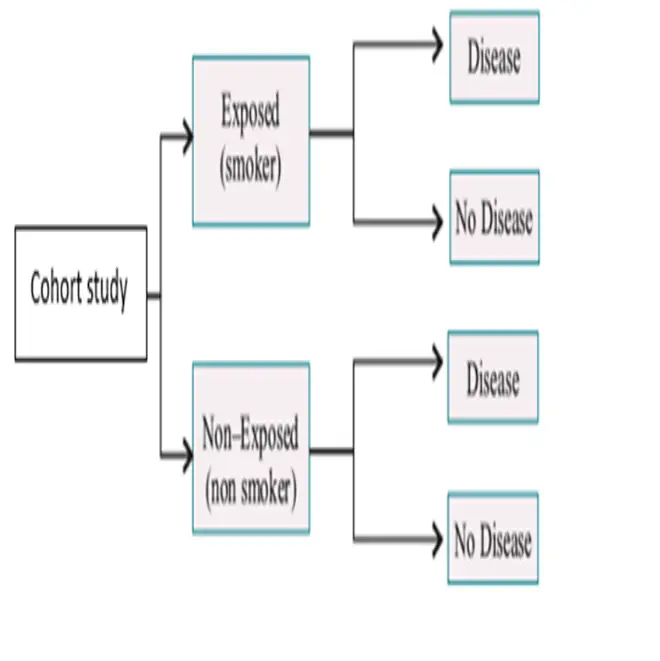 Cohort study
Exposed
(smoker)
Disease
No Disease
Non–Exposed
(non smoker)
Disease
No Disease